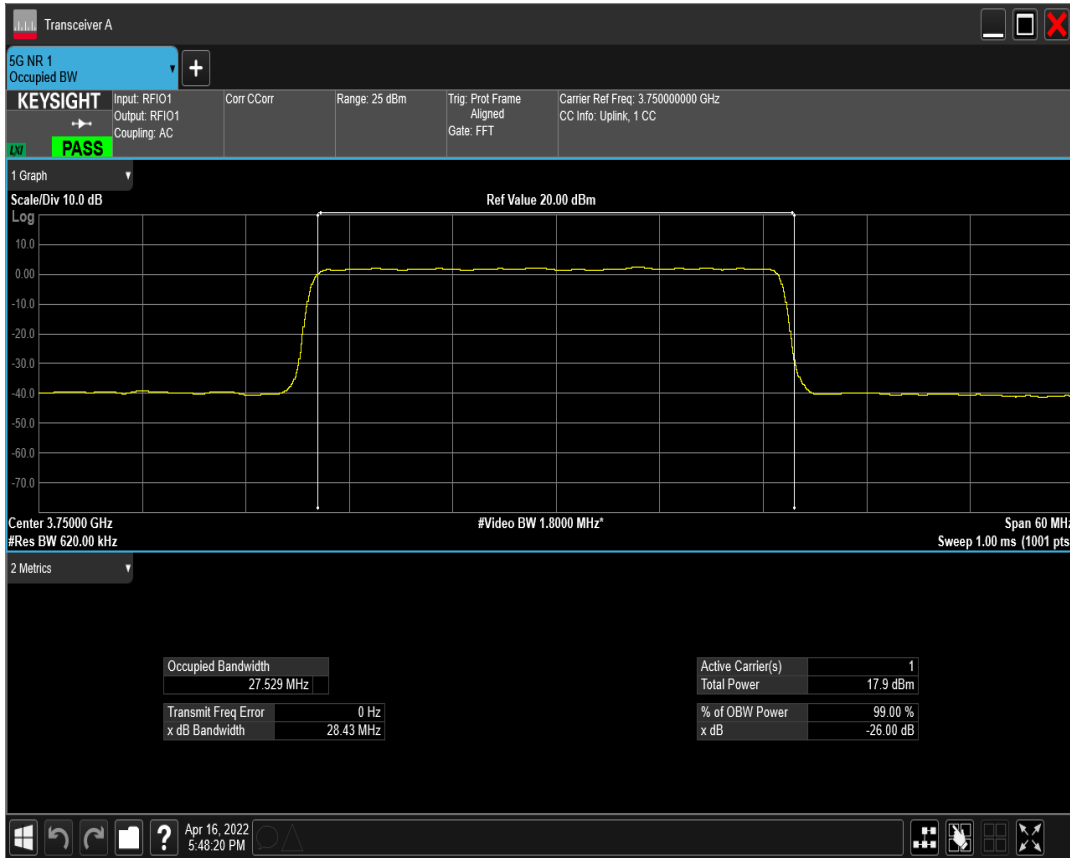 Transceiver A
5G NR 1
Occupied BW
KEYSIGHT
LXI
PASS
Input: RFIO1
Output: RFIO1
Coupling: AC
Corr CCorr
Range: 25 dBm
Trig: Prot Frame
Aligned
Gate: FFT
Carrier Ref Freq: 3.750000000 GHz
CC Info: Uplink, 1 CC
1 Graph
Scale/Div 10.0 dB
Ref Value 20.00 dBm
Log
10.0
0.00
-10.0
-20.0
-30.0
-40.0
-50.0
-60.0
-70.0
Center 3.75000 GHz
#Video BW 1.8000 MHz*
Span 60 MHz
#Res BW 620.00 kHz
Sweep 1.00 ms (1001 pts
2 Metrics
Occupied Bandwidth
27.529 MHz
Transmit Freq Error 0 Hz
x dB Bandwidth 28.43 MHz
Active Carrier(s) 1
Total Power 17.9 dBm
% of OBW Power 99.00 %
x dB -26.00 dB
?
Apr 16, 2022
5:48:20 PM